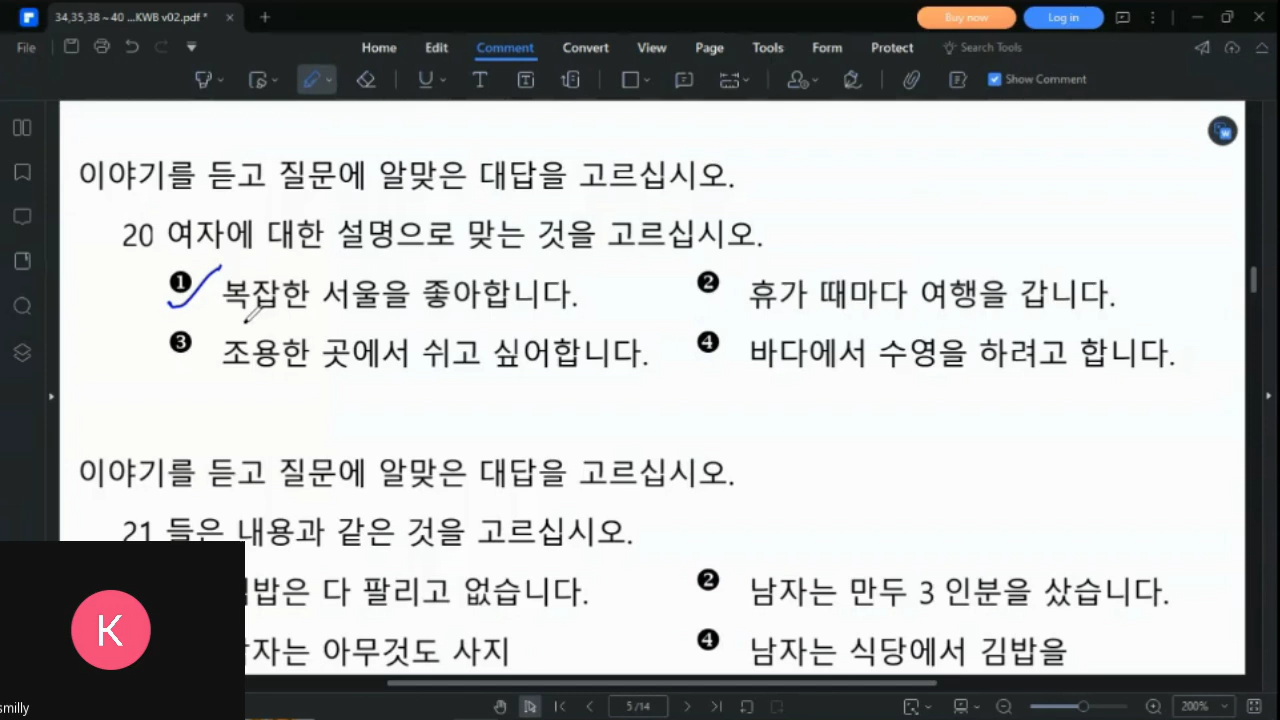 34,35,38 ~ 40 ...KWB v02.pdf *
Buy now
Log in
File
Home Edit Comment Convert View Page Tools Form Protect Search Tools
Show Comment
이야기를 듣고 질문에 알맞은 대답을 고르십시오.
20 여자에 대한 설명으로 맞는 것을 고르십시오.
❶ 복잡한 서울을 좋아합니다. ❷ 휴가 때마다 여행을 갑니다.
❸ 조용한 곳에서 쉬고 싶어합니다. ❹ 바다에서 수영을 하려고 합니다.
이야기를 듣고 질문에 알맞은 대답을 고르십시오.
21 들은 내용과 같은 것을 고르십시오.
다 팔리고 없습니다. ❷ 남자는 만두 3 인분을 샀습니다.
아무것도 사지 ❹ 남자는 식당에서 김밥을
K
smilly
5 /14
200%